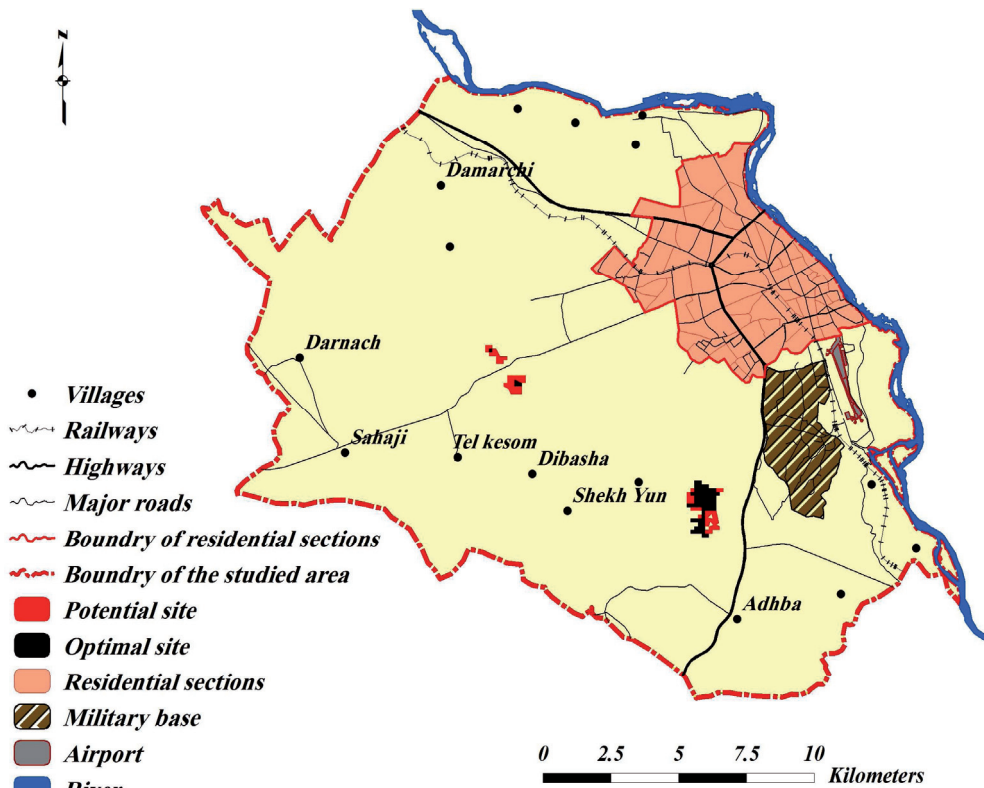 N
Damarchi
Darnach
Sahaji
Tel kesom
Dibasha
Shekh Yun
Adhba
Villages
Railways
Highways
Major roads
Boundry of residential sections
Boundry of the studied area
Potential site
Optimal site
Residential sections
Military base
Airport
River
0 2.5 5 7.5 10
Kilometers